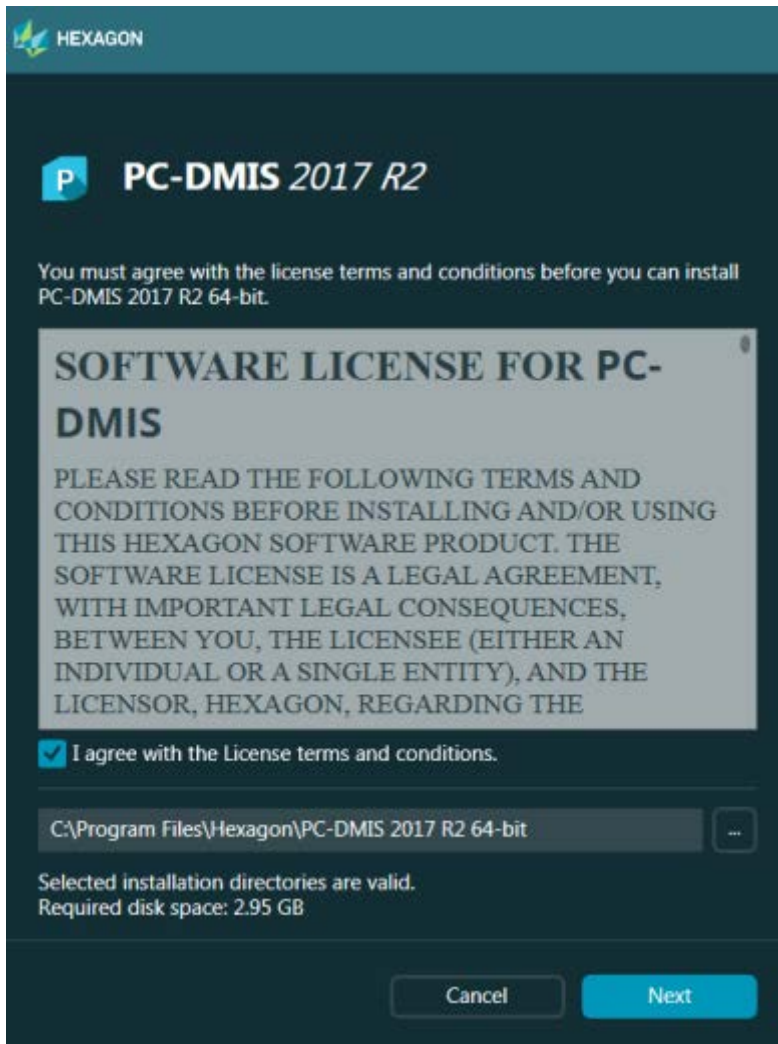 HEXAGON
P PC-DMIS 2017 R2
You must agree with the license terms and conditions before you can install
PC-DMIS 2017 R2 64-bit.
SOFTWARE LICENSE FOR PC-
DMIS
PLEASE READ THE FOLLOWING TERMS AND
CONDITIONS BEFORE INSTALLING AND/OR USING
THIS HEXAGON SOFTWARE PRODUCT. THE
SOFTWARE LICENSE IS A LEGAL AGREEMENT,
WITH IMPORTANT LEGAL CONSEQUENCES,
BETWEEN YOU, THE LICENSEE (EITHER AN
INDIVIDUAL OR A SINGLE ENTITY), AND THE
LICENSOR, HEXAGON, REGARDING THE
I agree with the License terms and conditions.
C:\Program Files\Hexagon\PC-DMIS 2017 R2 64-bit ...
Selected installation directories are valid.
Required disk space: 2.95 GB
Cancel Next